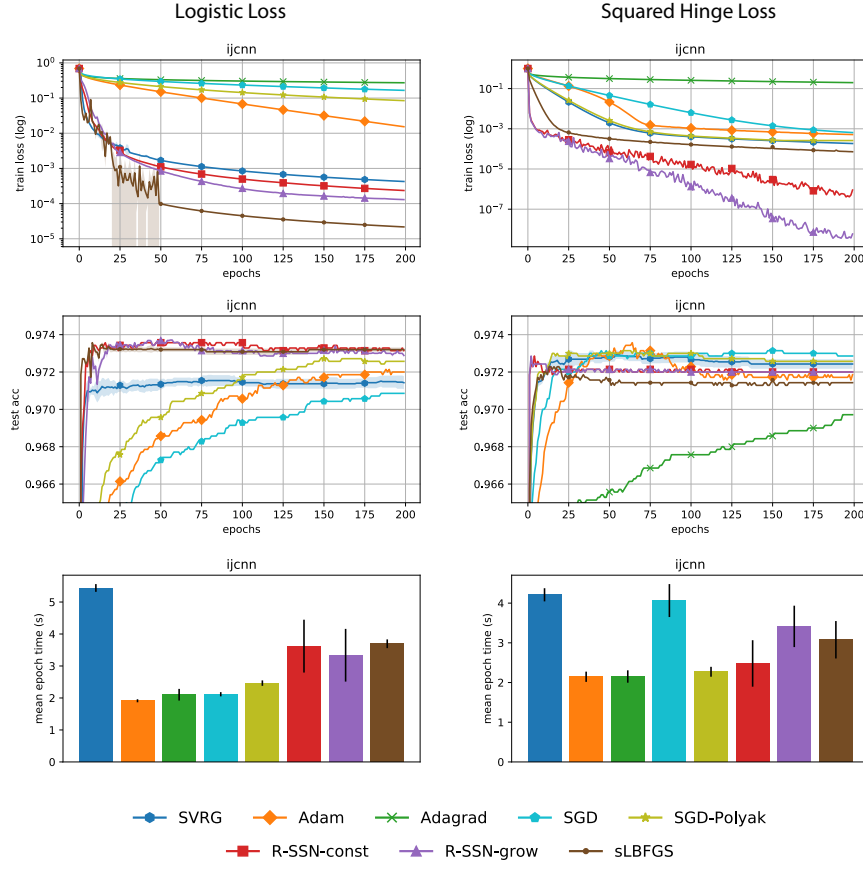 Logistic Loss Squared Hinge Loss
ijcnn ijcnn
train loss (log)
10⁰
10⁻¹
10⁻²
10⁻³
10⁻⁴
10⁻⁵
0 25 50 75 100 125 150 175 200
epochs
train loss (log)
10⁻¹
10⁻³
10⁻⁵
10⁻⁷
0 25 50 75 100 125 150 175 200
epochs
ijcnn ijcnn
test acc
0.974
0.972
0.970
0.968
0.966
0 25 50 75 100 125 150 175 200
epochs
test acc
0.974
0.972
0.970
0.968
0.966
0 25 50 75 100 125 150 175 200
epochs
ijcnn ijcnn
mean epoch time (s)
5
4
3
2
1
0
mean epoch time (s)
4
3
2
1
0
SVRG Adam Adagrad SGD SGD-Polyak
R-SSN-const R-SSN-grow sLBFGS